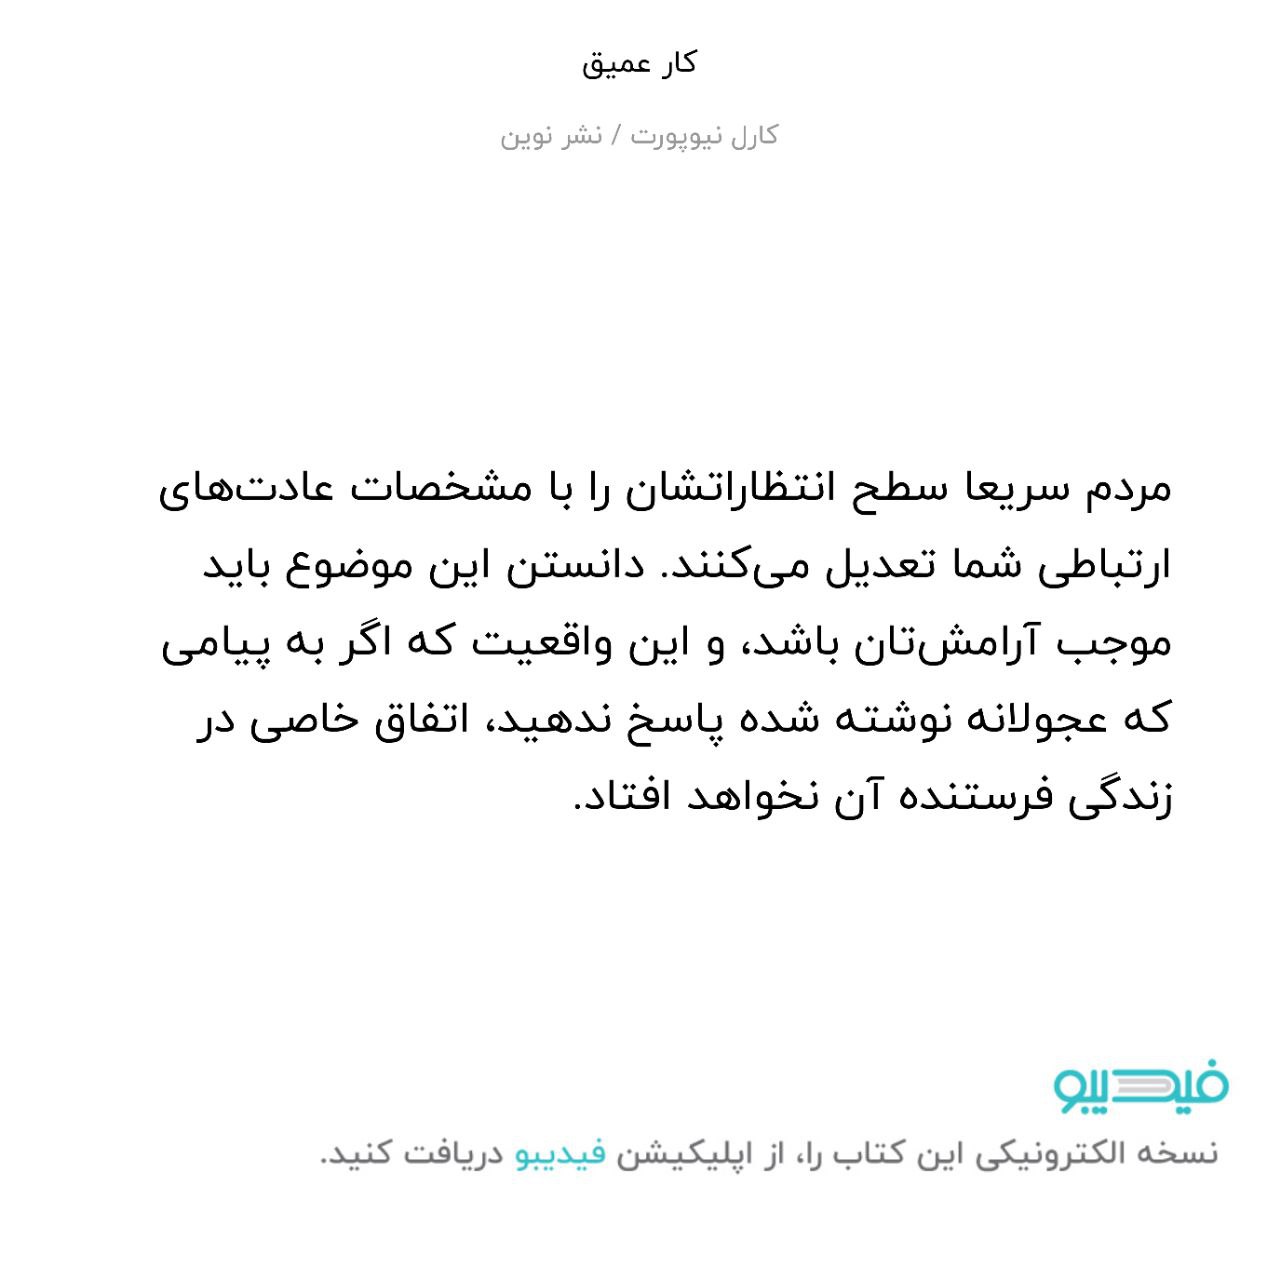 کار عمیق
کارل نیوپورت / نشر نوین
مردم سریعا سطح انتظاراتشان را با مشخصات عادت‌های
ارتباطی شما تعدیل می‌کنند. دانستن این موضوع باید
موجب آرامش‌تان باشد، و این واقعیت که اگر به پیامی
که عجولانه نوشته شده پاسخ ندهید، اتفاق خاصی در
زندگی فرستنده آن نخواهد افتاد.
فیدیبو
نسخه الکترونیکی این کتاب را، از اپلیکیشن فیدیبو دریافت کنید.